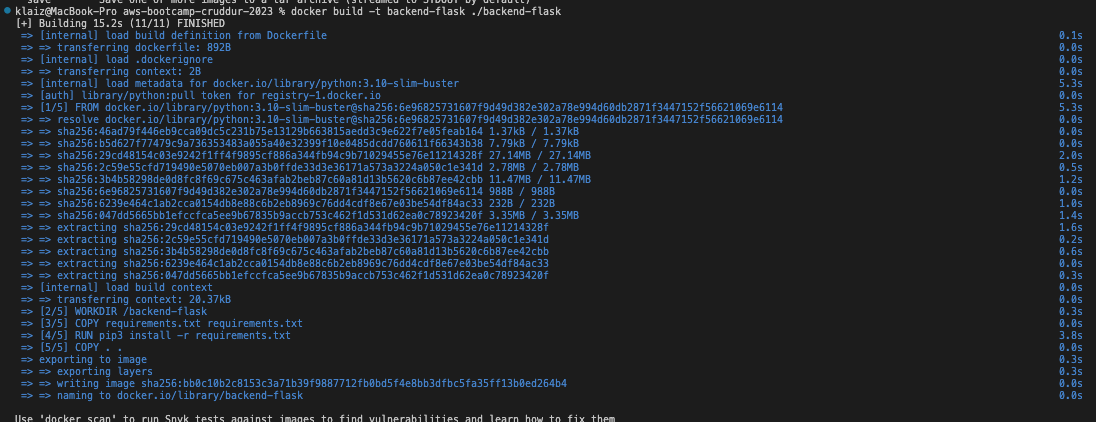 save Save one or more images to a tar archive (streamed to STDOUT by default)
klaiz@MacBook-Pro aws-bootcamp-cruddur-2023 % docker build -t backend-flask ./backend-flask
[+] Building 15.2s (11/11) FINISHED
=> [internal] load build definition from Dockerfile 0.1s
=> => transferring dockerfile: 892B 0.0s
=> [internal] load .dockerignore 0.0s
=> => transferring context: 2B 0.0s
=> [internal] load metadata for docker.io/library/python:3.10-slim-buster 5.3s
=> [auth] library/python:pull token for registry-1.docker.io 0.0s
=> [1/5] FROM docker.io/library/python:3.10-slim-buster@sha256:6e96825731607f9d49d382e302a78e994d60db2871f3447152f56621069e6114 5.3s
=> => resolve docker.io/library/python:3.10-slim-buster@sha256:6e96825731607f9d49d382e302a78e994d60db2871f3447152f56621069e6114 0.0s
=> => sha256:46ad79f446eb9cca09dc5c231b75e13129b663815aedd3c9e622f7e05feab164 1.37kB / 1.37kB 0.0s
=> => sha256:b5d627f77479c9a736353483a055a40e32399f10e0485dcdd760611f66343b38 7.79kB / 7.79kB 0.0s
=> => sha256:29cd48154c03e9242f1ff4f9895cf886a344fb94c9b71029455e76e11214328f 27.14MB / 27.14MB 2.0s
=> => sha256:2c59e55cfd719490e5070eb007a3b0ffde33d3e36171a573a3224a050c1e341d 2.78MB / 2.78MB 0.5s
=> => sha256:3b4b58298de0d8fc8f69c675c463afab2beb87c60a81d13b5620c6b87ee42cbb 11.47MB / 11.47MB 1.2s
=> => sha256:6e96825731607f9d49d382e302a78e994d60db2871f3447152f56621069e6114 988B / 988B 0.0s
=> => sha256:6239e464c1ab2cca0154db8e88c6b2eb8969c76dd4cdf8e67e03be54df84ac33 232B / 232B 1.0s
=> => sha256:047dd5665bb1efccfca5ee9b67835b9accb753c462f1d531d62ea0c78923420f 3.35MB / 3.35MB 1.4s
=> => extracting sha256:29cd48154c03e9242f1ff4f9895cf886a344fb94c9b71029455e76e11214328f 1.6s
=> => extracting sha256:2c59e55cfd719490e5070eb007a3b0ffde33d3e36171a573a3224a050c1e341d 0.2s
=> => extracting sha256:3b4b58298de0d8fc8f69c675c463afab2beb87c60a81d13b5620c6b87ee42cbb 0.6s
=> => extracting sha256:6239e464c1ab2cca0154db8e88c6b2eb8969c76dd4cdf8e67e03be54df84ac33 0.0s
=> => extracting sha256:047dd5665bb1efccfca5ee9b67835b9accb753c462f1d531d62ea0c78923420f 0.3s
=> [internal] load build context 0.0s
=> => transferring context: 20.37kB 0.0s
=> [2/5] WORKDIR /backend-flask 0.3s
=> [3/5] COPY requirements.txt requirements.txt 0.0s
=> [4/5] RUN pip3 install -r requirements.txt 3.8s
=> [5/5] COPY . . 0.0s
=> exporting to image 0.3s
=> => exporting layers 0.3s
=> => writing image sha256:bb0c10b2c8153c3a71b39f9887712fb0bd5f4e8bb3dfbc5fa35ff13b0ed264b4 0.0s
=> => naming to docker.io/library/backend-flask 0.0s
Use 'docker scan' to run Snyk tests against images to find vulnerabilities and learn how to fix them